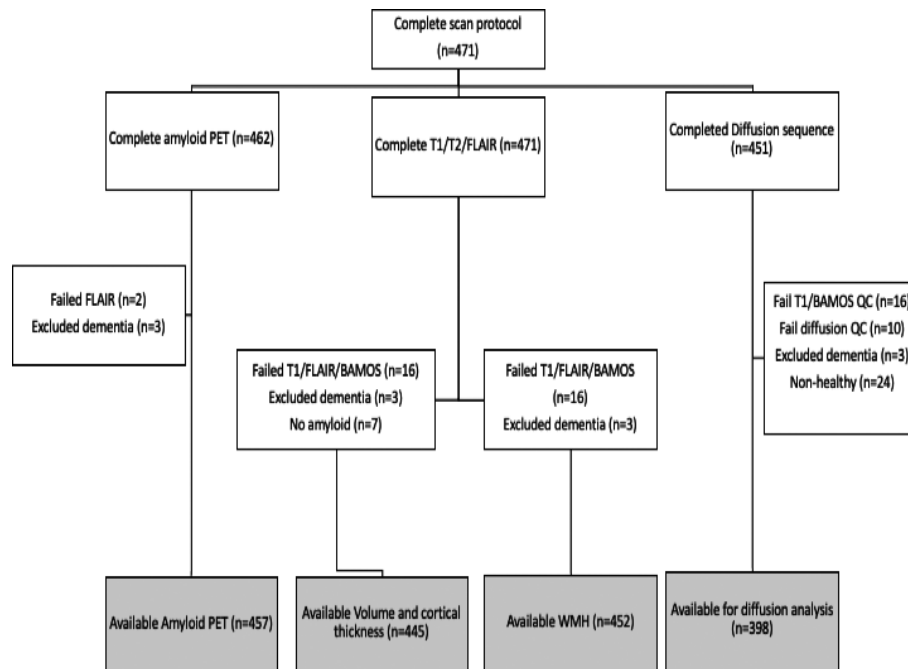 Complete scan protocol
(n=471)
Complete amyloid PET (n=462)
Complete T1/T2/FLAIR (n=471)
Completed Diffusion sequence
(n=451)
Failed FLAIR (n=2)
Excluded dementia (n=3)
Failed T1/FLAIR/BAMOS (n=16)
Excluded dementia (n=3)
No amyloid (n=7)
Failed T1/FLAIR/BAMOS
(n=16)
Excluded dementia (n=3)
Fail T1/BAMOS QC (n=16)
Fail diffusion QC (n=10)
Excluded dementia (n=3)
Non-healthy (n=24)
Available Amyloid PET (n=457)
Available Volume and cortical
thickness (n=445)
Available WMH (n=452)
Available for diffusion analysis
(n=398)